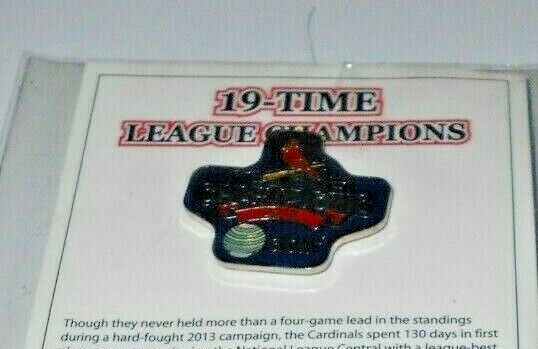 19-TIME
LEAGUE CHAMPIONS
Though they never held more than a four-game lead in the standings
during a hard-fought 2013 campaign, the Cardinals spent 130 days in first
the National League Central with a league-best